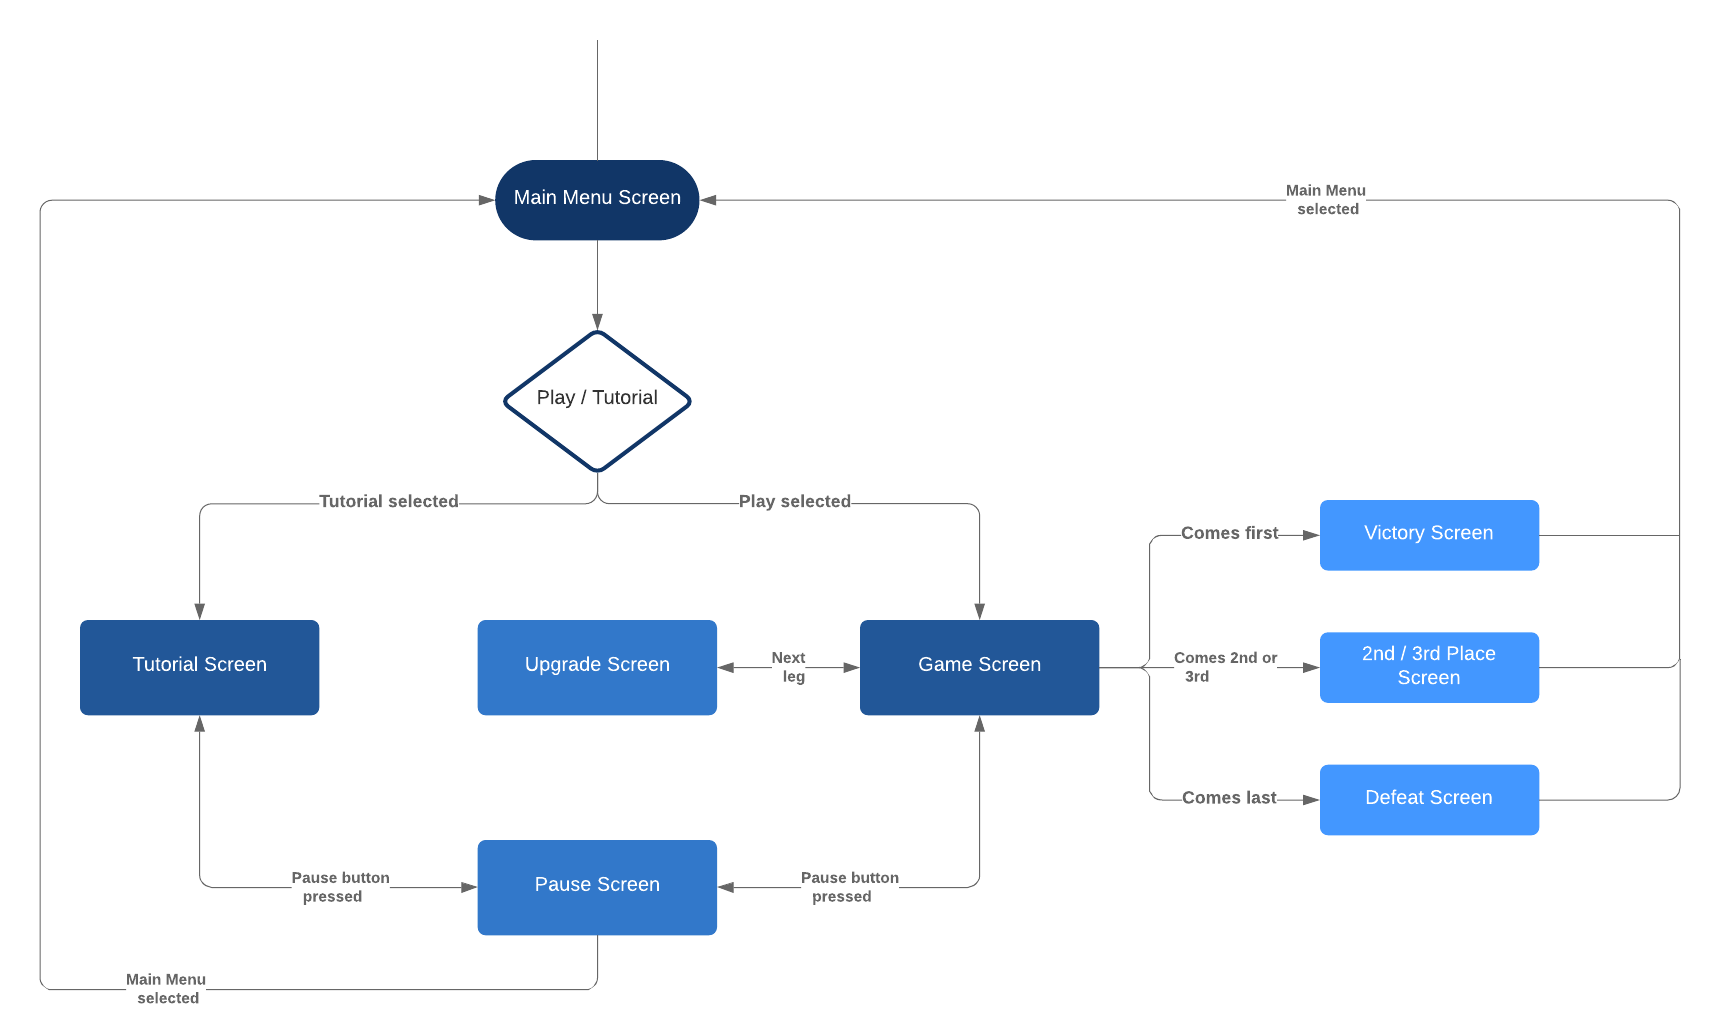 Main Menu Screen
Main Menu
selected
Play / Tutorial
Tutorial selected
Play selected
Comes first
Victory Screen
Tutorial Screen
Upgrade Screen
Next
leg
Game Screen
Comes 2nd or
3rd
2nd / 3rd Place
Screen
Comes last
Defeat Screen
Pause button
pressed
Pause Screen
Pause button
pressed
Main Menu
selected